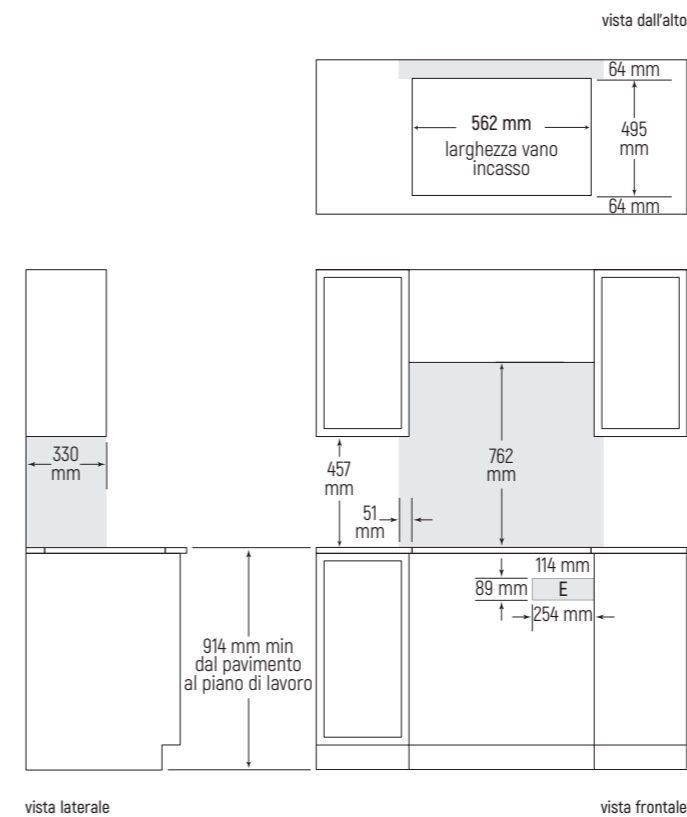 vista dall'alto
64 mm
562 mm
larghezza vano
incasso
495
mm
64 mm
330
mm
457
mm
762
mm
51
mm
114 mm
89 mm
E
254 mm
914 mm min
dal pavimento
al piano di lavoro
vista laterale
vista frontale